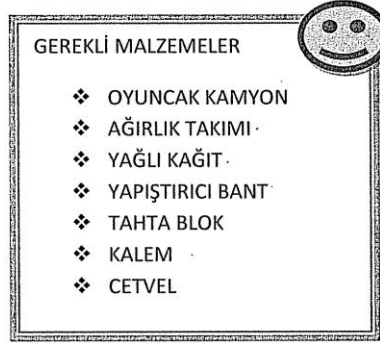 GEREKLİ MALZEMELER
❖ OYUNCAK KAMYON
❖ AĞIRLIK TAKIMI
❖ YAĞLI KAĞIT
❖ YAPIŞTIRICI BANT
❖ TAHTA BLOK
❖ KALEM
❖ CETVEL